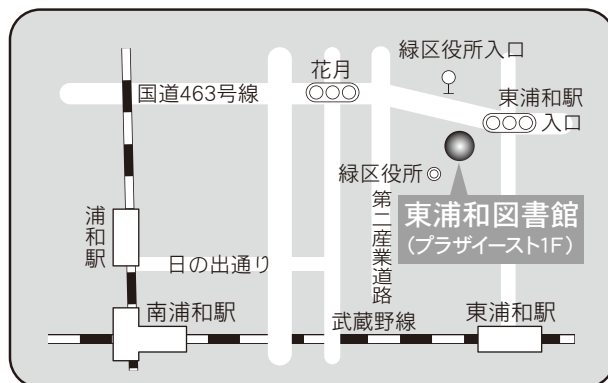 緑区役所入口
花月
国道463号線
東浦和駅
入口
緑区役所
東浦和図書館
(プラザイースト1F)
第二産業道路
浦和駅
日の出通り
南浦和駅
武蔵野線
東浦和駅